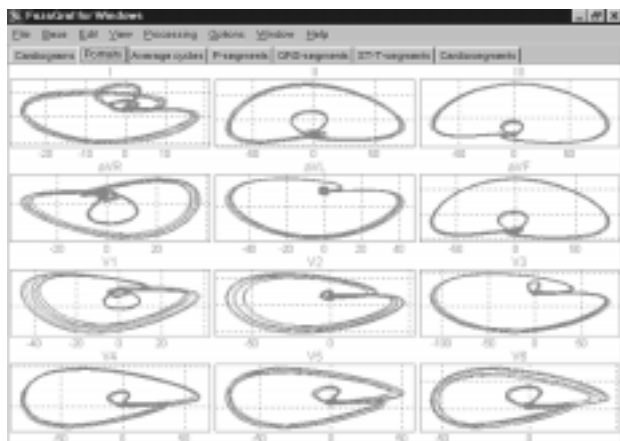 FazaGraf for Windows
File Base Edit View Processing Options Window Help
Cardiograms Portraits Average cycles P-segments QRS-segments ST-T-segments Cardiosegments
I II III
-20 0 20 -50 0 50 -50 0 50
aVR aVL aVF
-20 0 20 -40 -20 0 20 40 -50 0 50
V1 V2 V3
-40 -20 0 20 -50 0 -100 -50 0 50
V4 V5 V6
-50 0 50 -50 0 50 -50 0